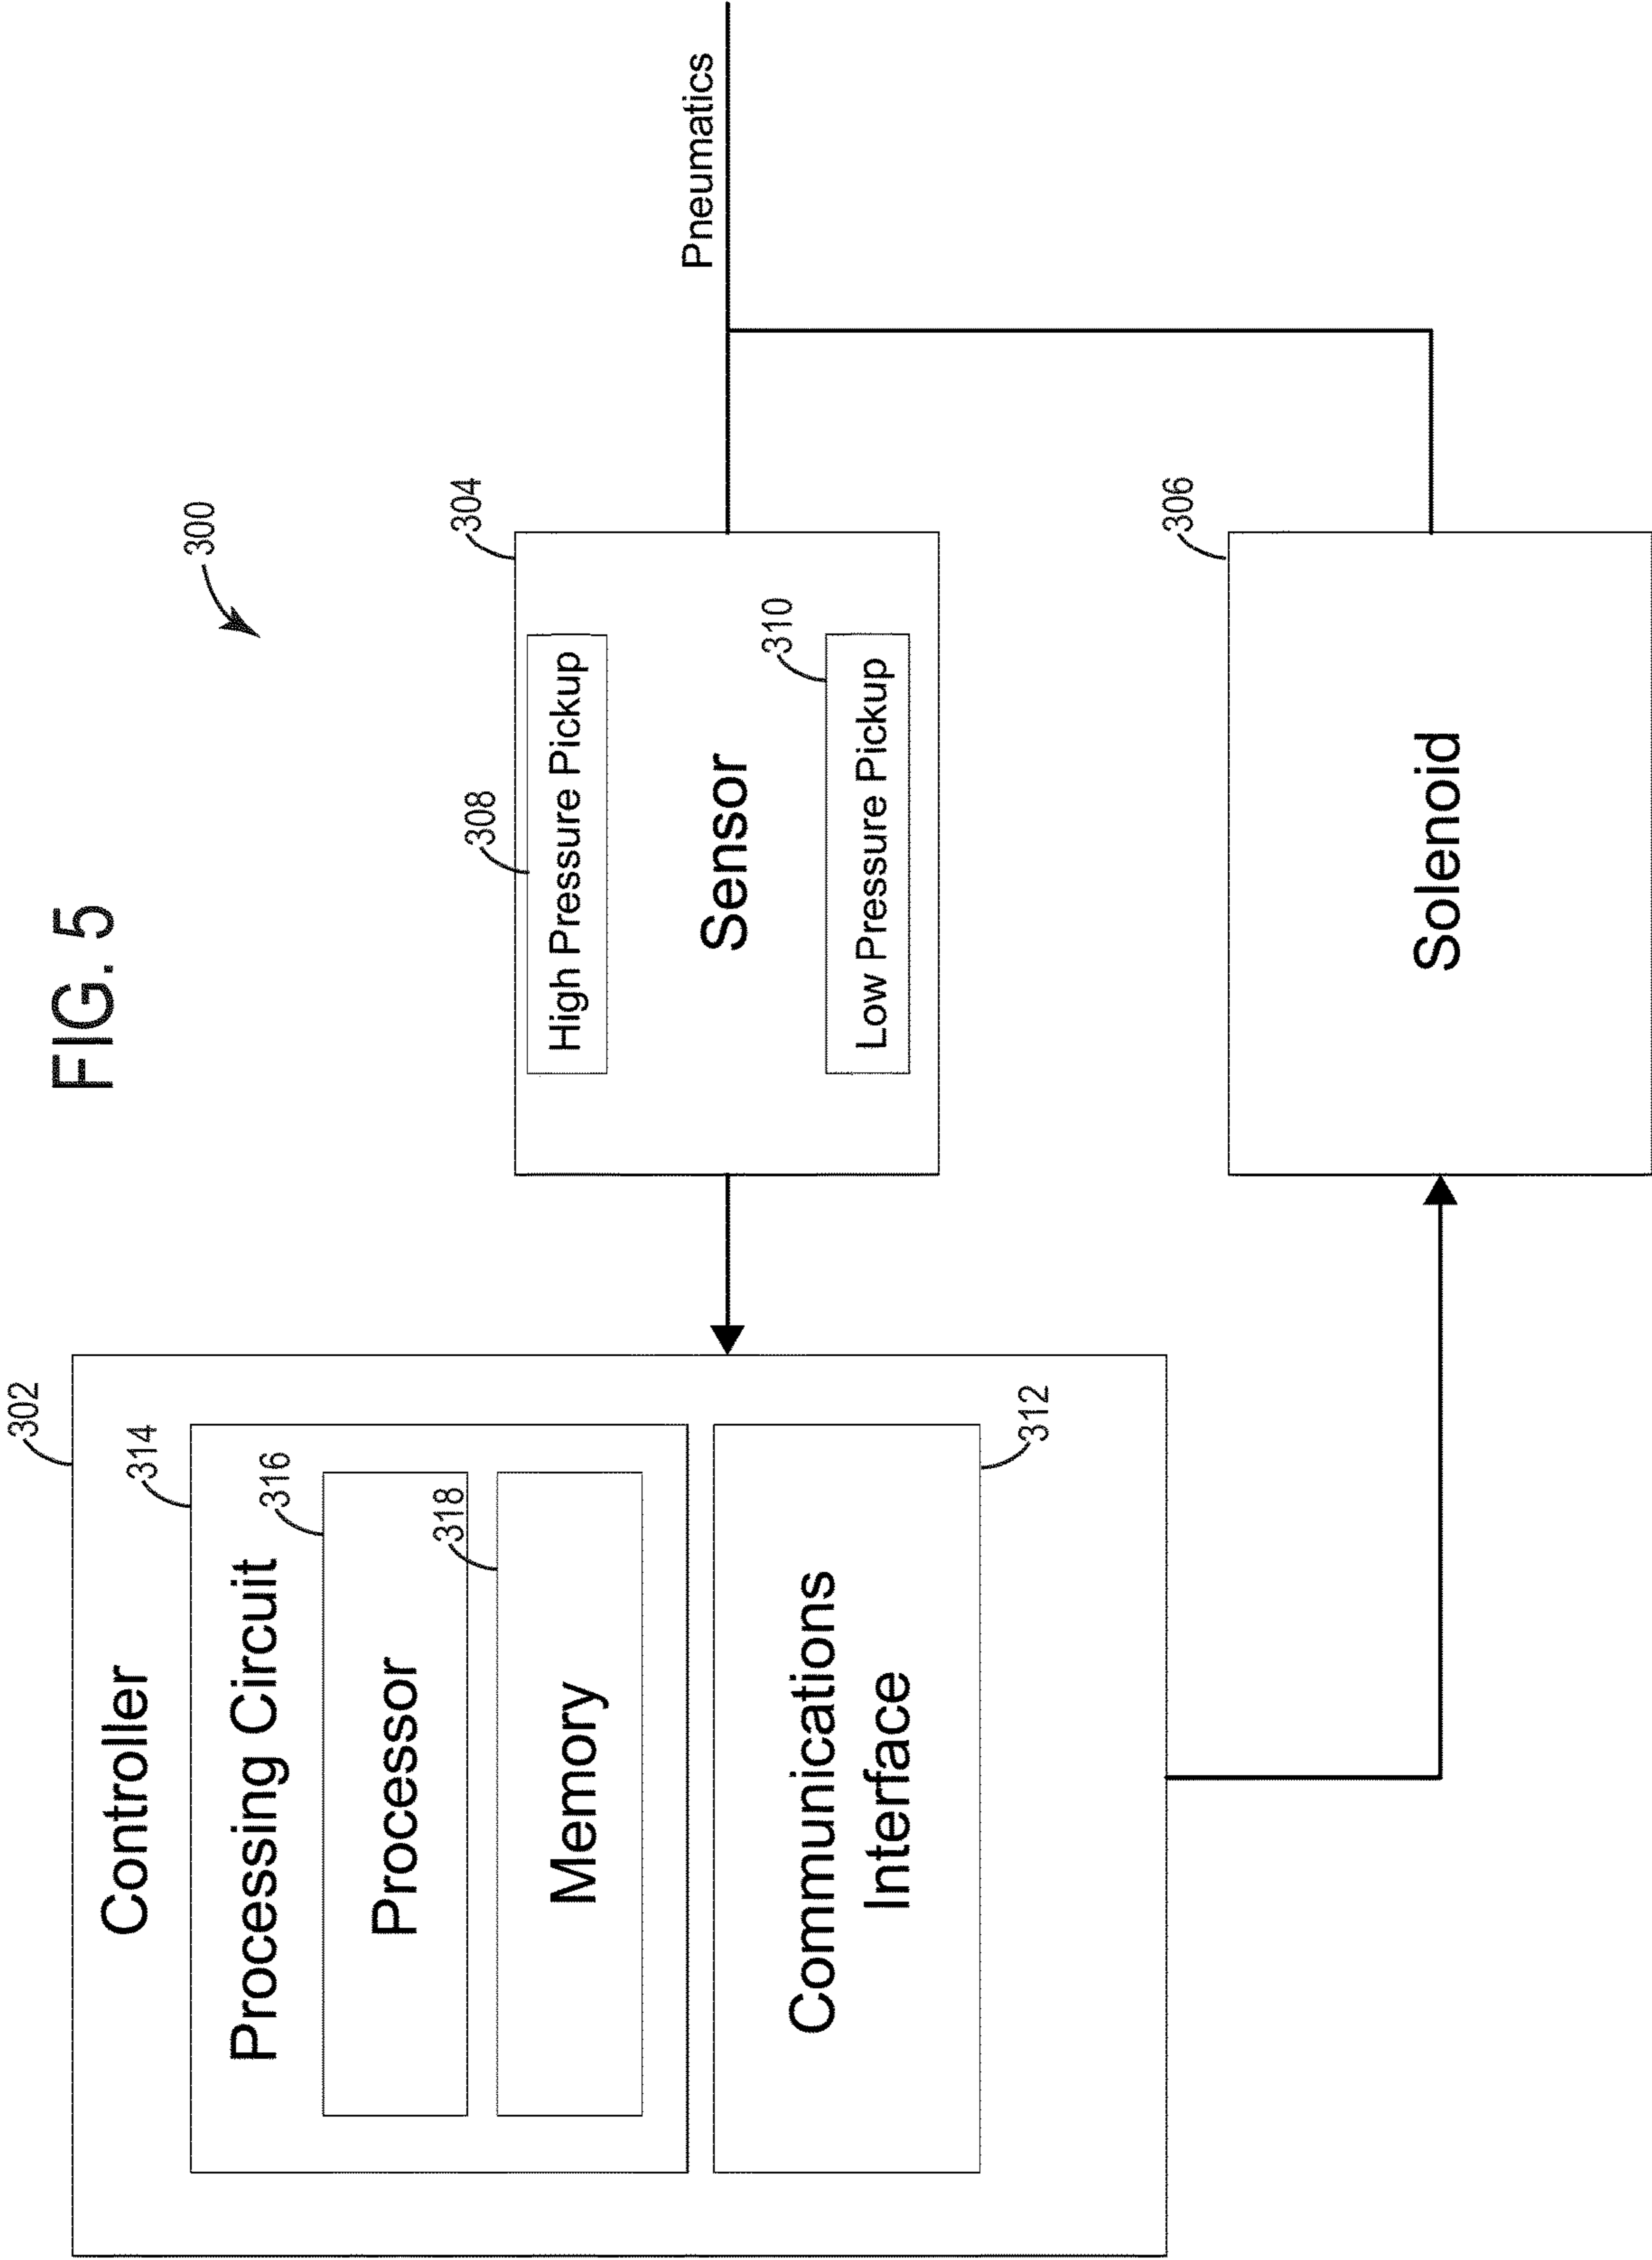 FIG. 5
300
302
Controller
314
Processing Circuit
316
Processor
318
Memory
Communications
Interface
312
304
308
High Pressure Pickup
Sensor
310
Low Pressure Pickup
Pneumatics
306
Solenoid